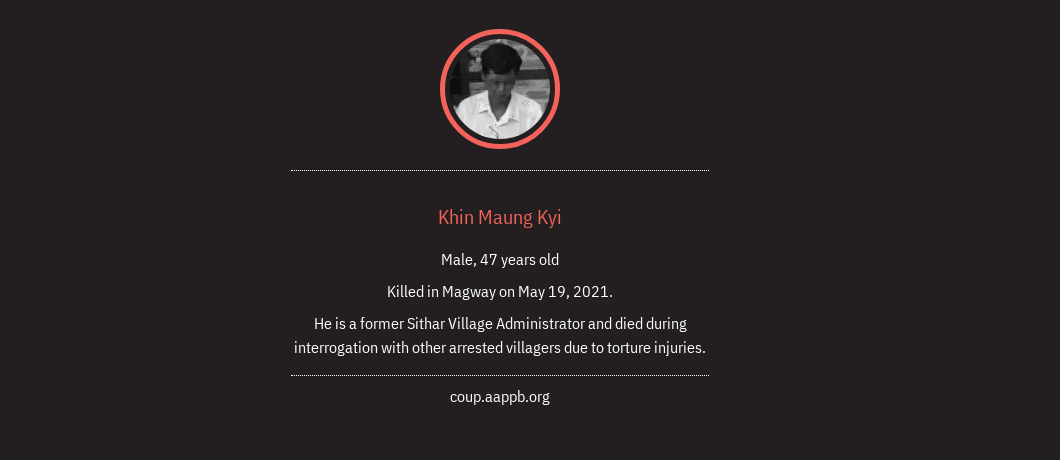 Khin Maung Kyi
Male, 47 years old
Killed in Magway on May 19, 2021.
He is a former Sithar Village Administrator and died during
interrogation with other arrested villagers due to torture injuries.
coup.aappb.org